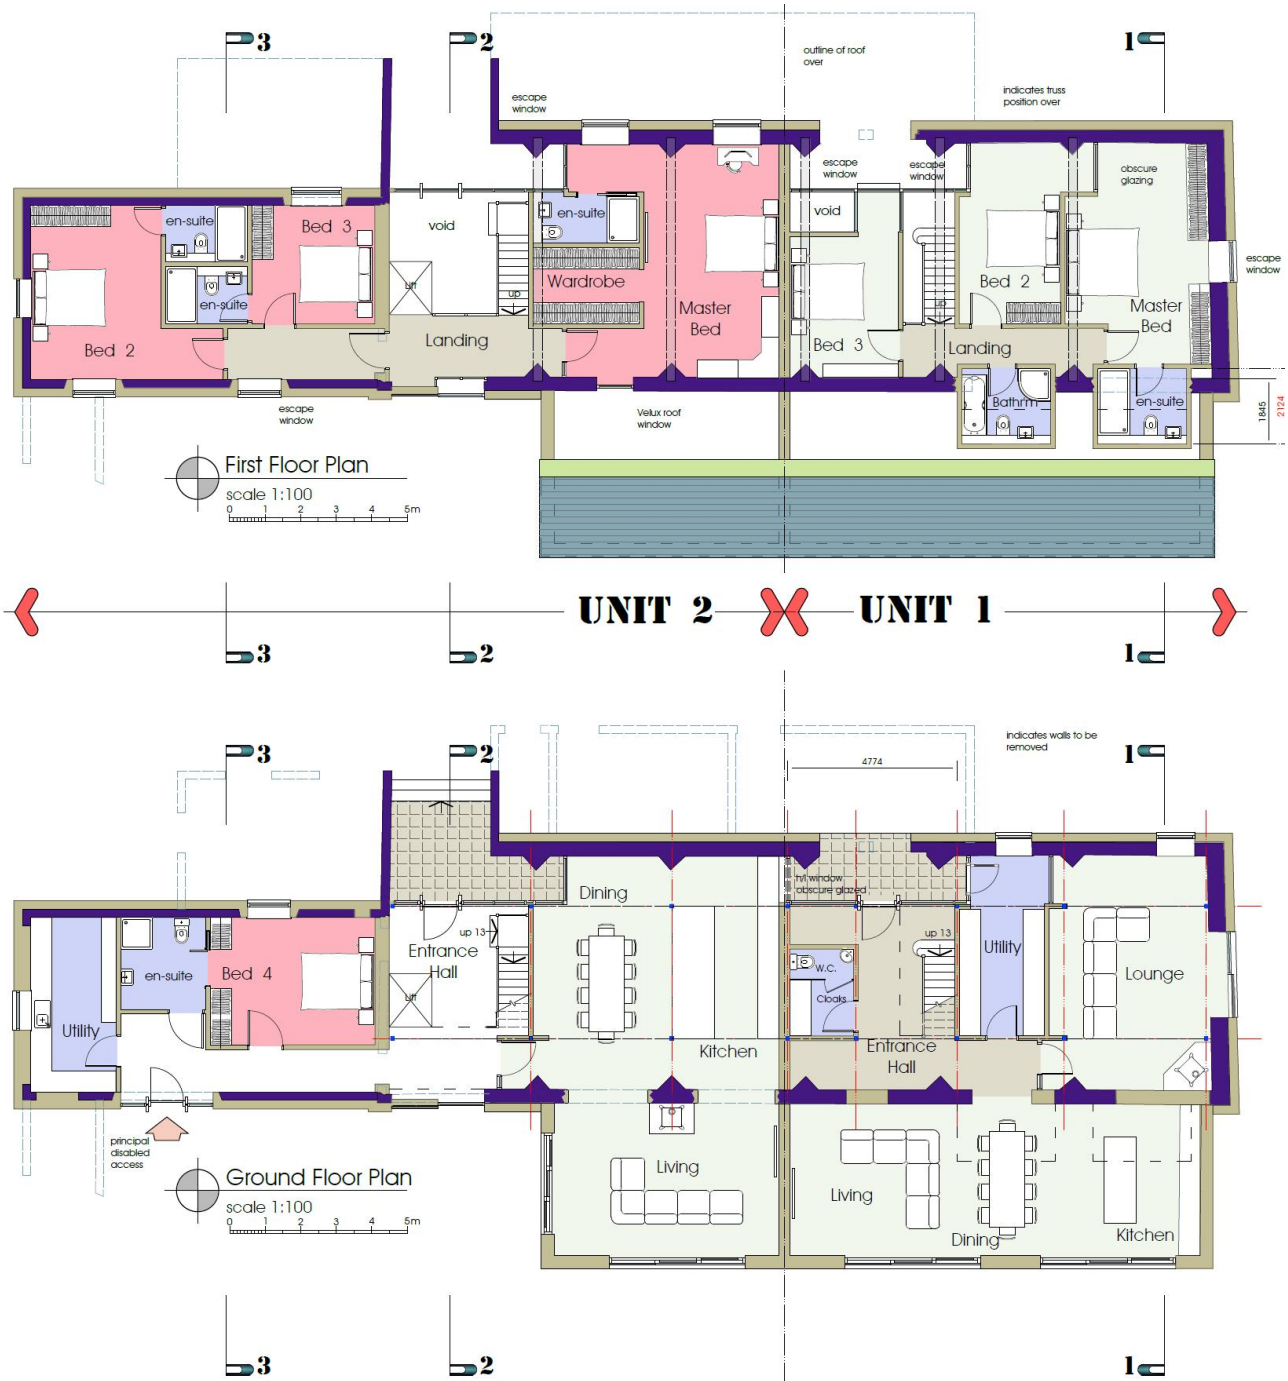 3
2
1
outline of roof
over
indicates truss
position over
escape
window
escape
window
escape
window
obscure
glazing
en-suite
Bed 3
void
en-suite
void
escape
window
en-suite
Wardrobe
Lift
up
up
Bed 2
Master
Bed
Master
Bed
Bed 2
Landing
Bed 3
Landing
Bathr'm
en-suite
1845
2124
escape
window
Velux roof
window
First Floor Plan
scale 1:100
0 1 2 3 4 5m
UNIT 2
UNIT 1
3
2
1
indicates walls to be
removed
3
2
1
4774
h/l window
obscure glazed
Dining
up 13
up 13
Entrance
Hall
Utility
en-suite
Bed 4
W.C.
Lounge
Lift
Cloaks
Utility
Kitchen
Entrance
Hall
principal
disabled
access
Living
Living
Dining
Kitchen
Ground Floor Plan
scale 1:100
0 1 2 3 4 5m
3
2
1